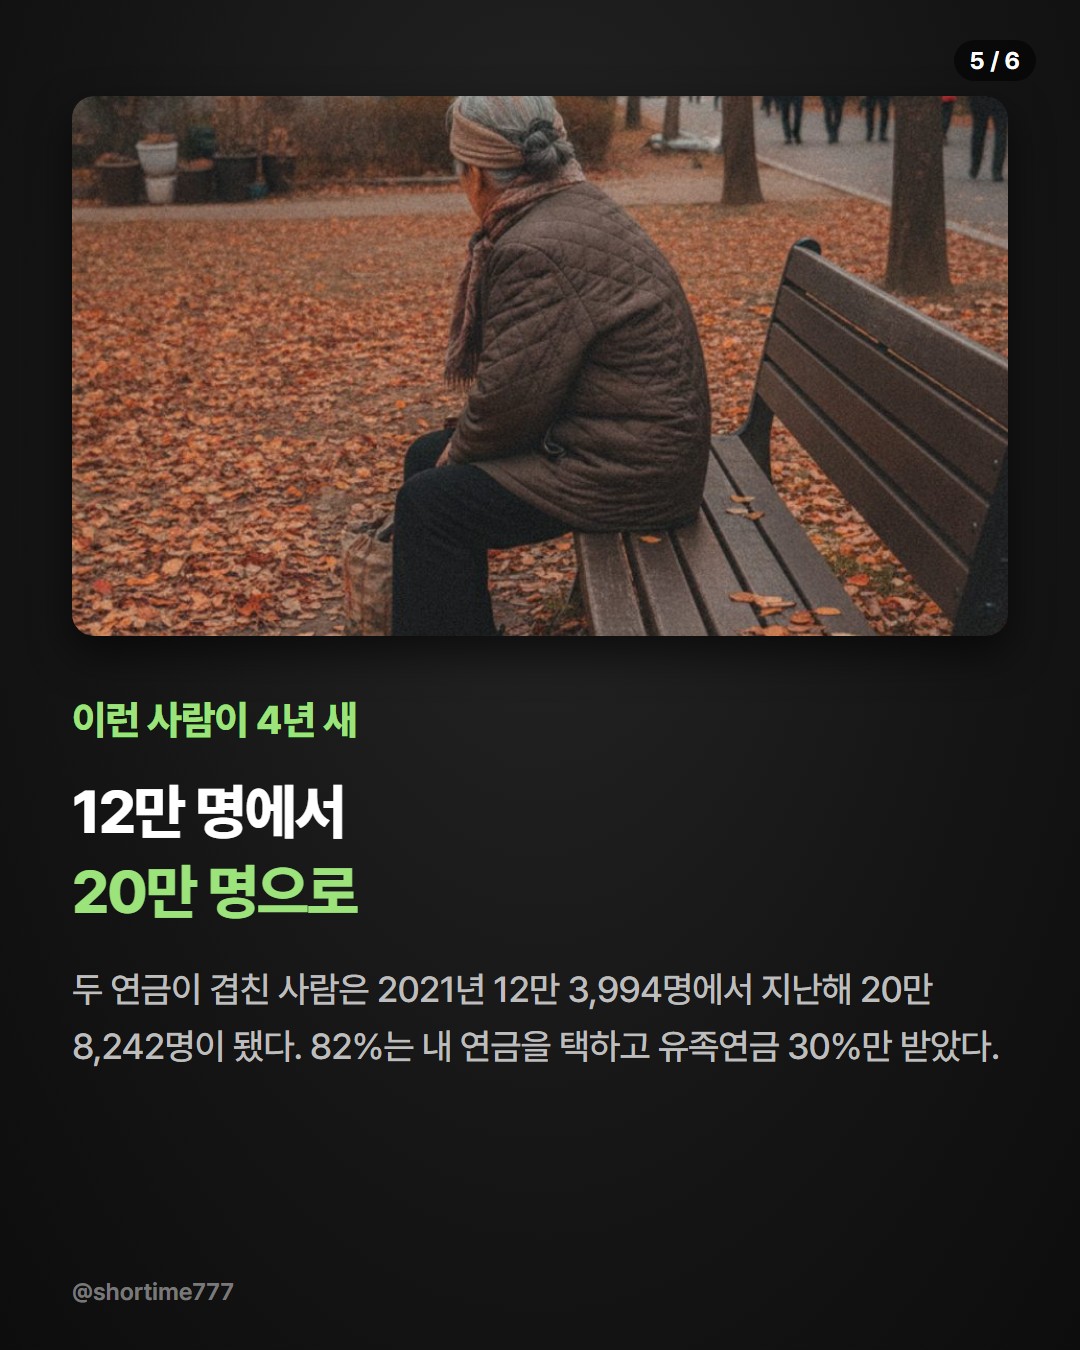 5 / 6
이런 사람이 4년 새
12만 명에서
20만 명으로
두 연금이 겹친 사람은 2021년 12만 3,994명에서 지난해 20만
8,242명이 됐다. 82%는 내 연금을 택하고 유족연금 30%만 받았다.
@shortime777